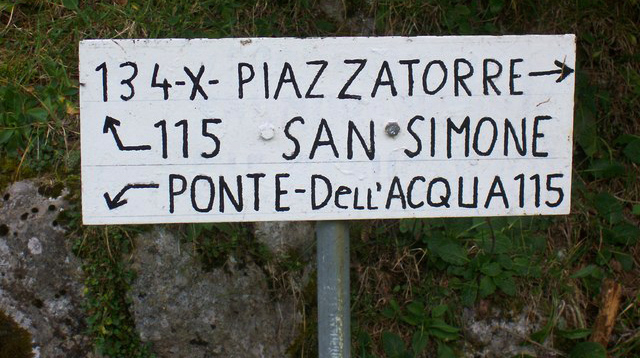 134-X- PIAZZATORRE →
↖ 115 SAN SIMONE
↙ PONTE-DeLL'ACQUA 115